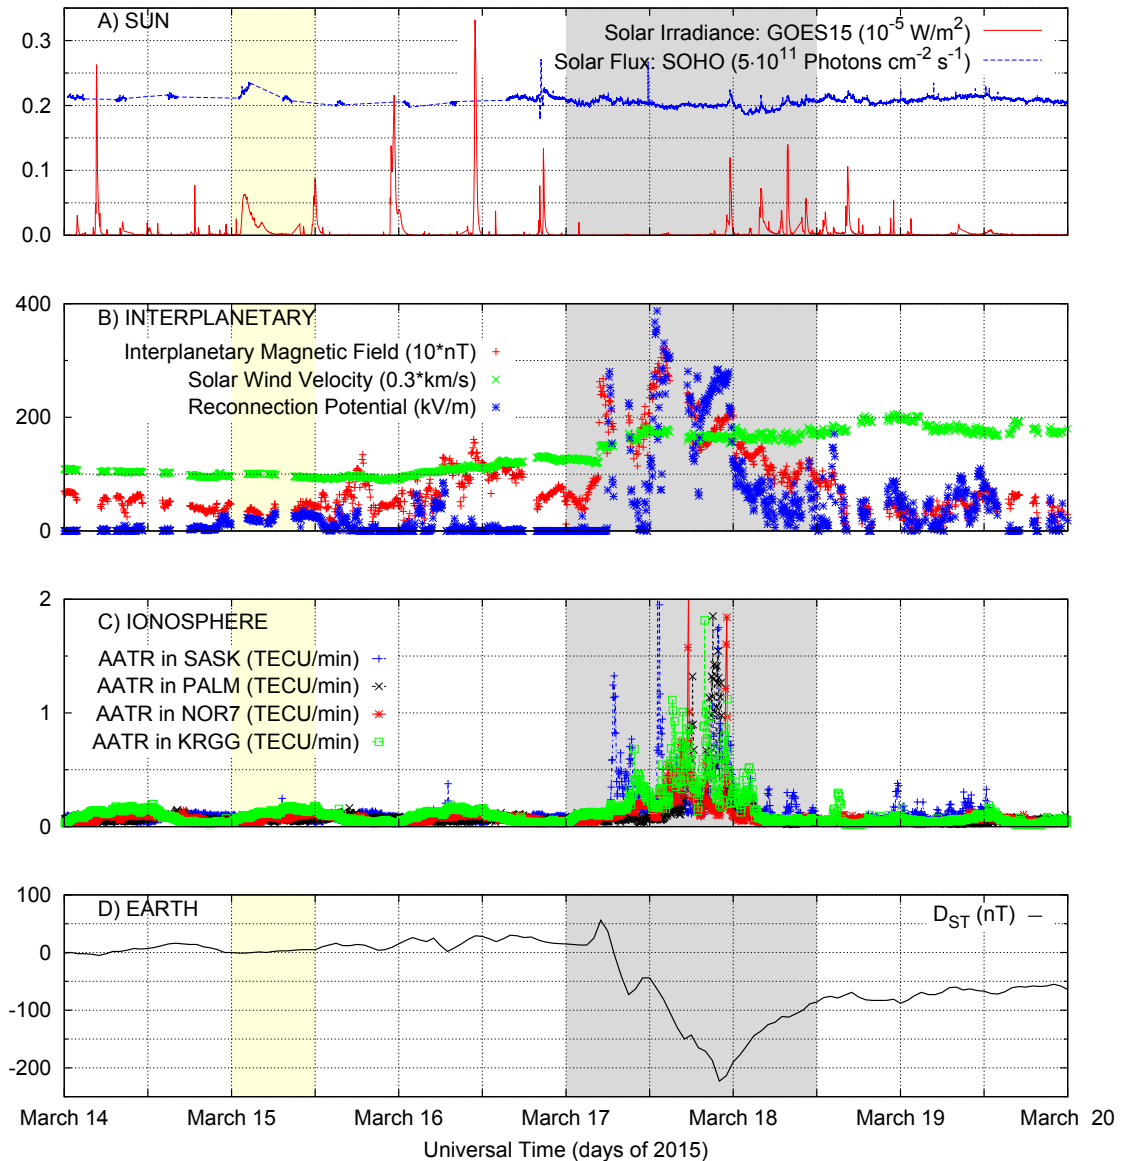 A) SUN
Solar Irradiance: GOES15 (10⁻⁵ W/m²)
Solar Flux: SOHO (5·10¹¹ Photons cm⁻² s⁻¹)
0.3
0.2
0.1
0.0
B) INTERPLANETARY
Interplanetary Magnetic Field (10*nT)
Solar Wind Velocity (0.3*km/s)
Reconnection Potential (kV/m)
400
200
0
C) IONOSPHERE
AATR in SASK (TECU/min)
AATR in PALM (TECU/min)
AATR in NOR7 (TECU/min)
AATR in KRGG (TECU/min)
2
1
0
D) EARTH
D_ST (nT)
100
0
-100
-200
March 14 March 15 March 16 March 17 March 18 March 19 March 20
Universal Time (days of 2015)